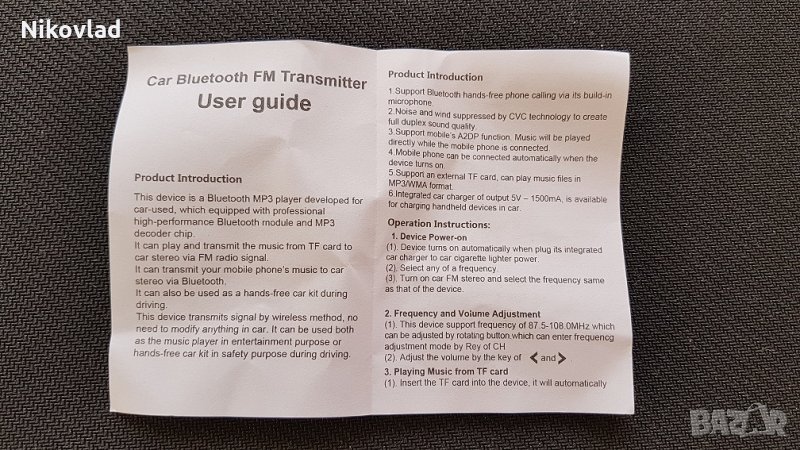 Nikovlad
Car Bluetooth FM Transmitter
User guide
Product Introduction
This device is a Bluetooth MP3 player developed for
car-used, which equipped with professional
high-performance Bluetooth module and MP3
decoder chip.
It can play and transmit the music from TF card to
car stereo via FM radio signal.
It can transmit your mobile phone's music to car
stereo via Bluetooth.
It can also be used as a hands-free car kit during
driving.
This device transmits signal by wireless method, no
need to modify anything in car. It can be used both
as the music player in entertainment purpose or
hands-free car kit in safety purpose during driving.
Product Introduction
1.Support Bluetooth hands-free phone calling via its build-in
microphone
2.Noise and wind suppressed by CVC technology to create
full duplex sound quality
3.Support mobile's A2DP function. Music will be played
directly while the mobile phone is connected.
4.Mobile phone can be connected automatically when the
device turns on.
5.Support an external TF card, can play music files in
MP3/WMA format.
6.Integrated car charger of output 5V – 1500mA, is available
for charging handheld devices in car.
Operation Instructions:
1. Device Power-on
(1). Device turns on automatically when plug its integrated
car charger to car cigarette lighter power.
(2). Select any of a frequency.
(3). Turn on car FM stereo and select the frequency same
as that of the device.
2. Frequency and Volume Adjustment
(1). This device support frequency of 87.5-108.0MHz which
can be adjusted by rotating button,which can enter frequencg
adjustment mode by Rey of CH
(2). Adjust the volume by the key of < and >
3. Playing Music from TF card
(1). Insert the TF card into the device, it will automatically
BAZAR